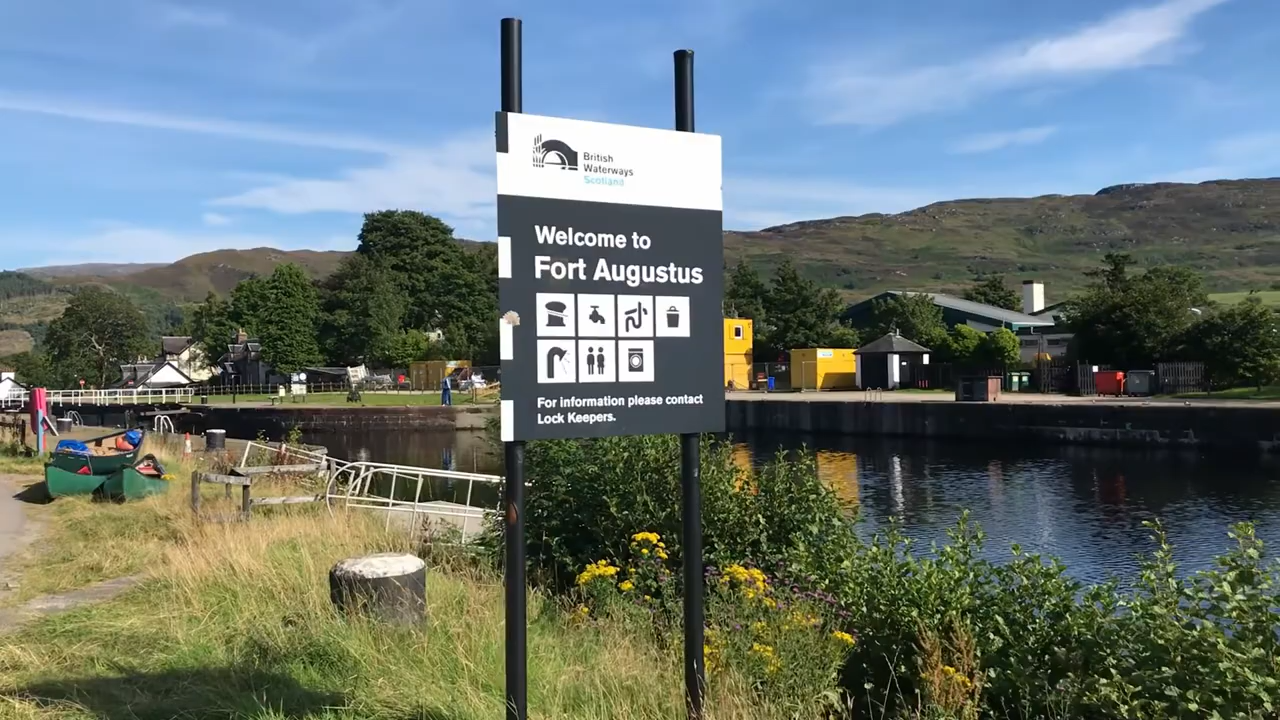 British
Waterways
Scotland
Welcome to
Fort Augustus
For information please contact
Lock Keepers.